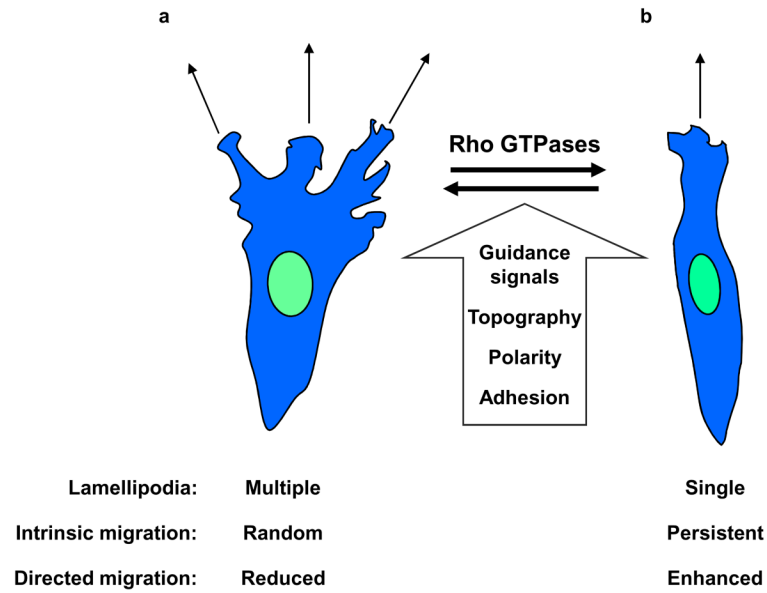 a
b
Rho GTPases
Guidance
signals
Topography
Polarity
Adhesion
Lamellipodia: Multiple Single
Intrinsic migration: Random Persistent
Directed migration: Reduced Enhanced